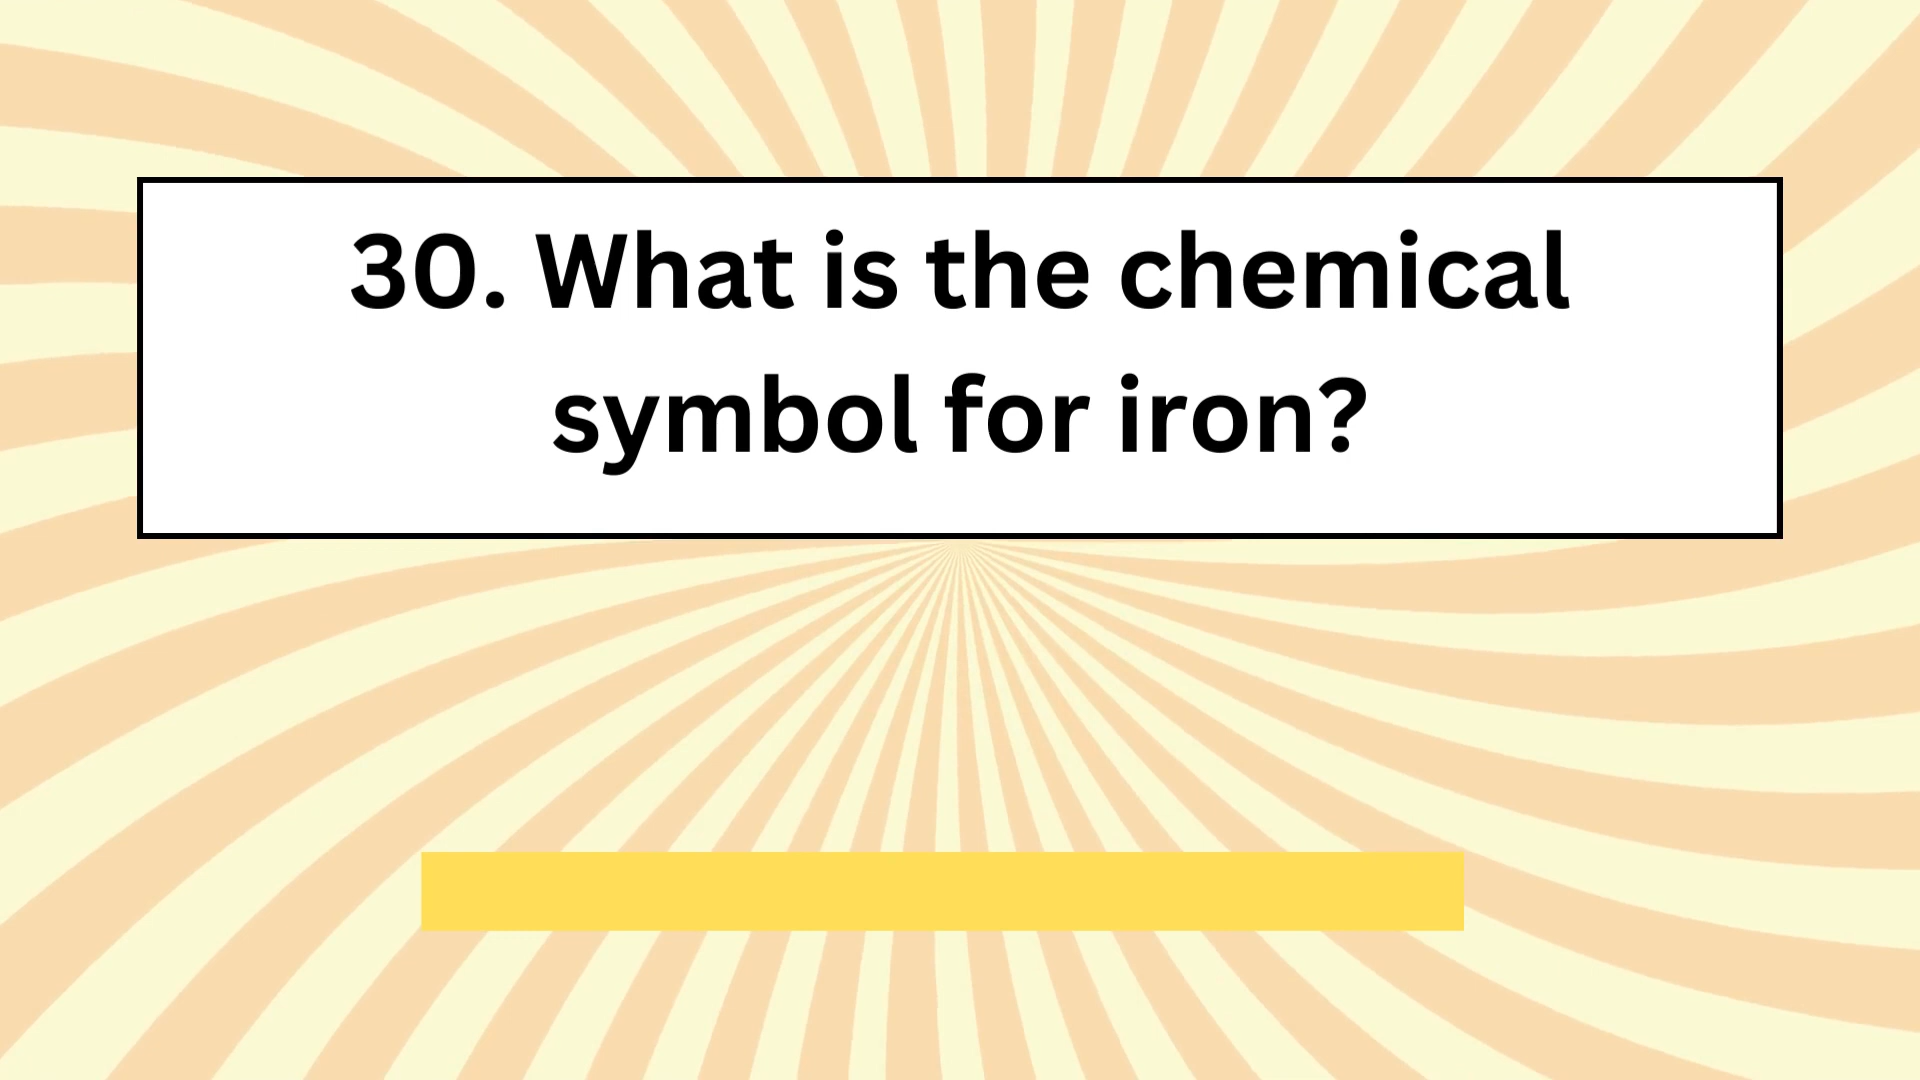 30. What is the chemical
symbol for iron?